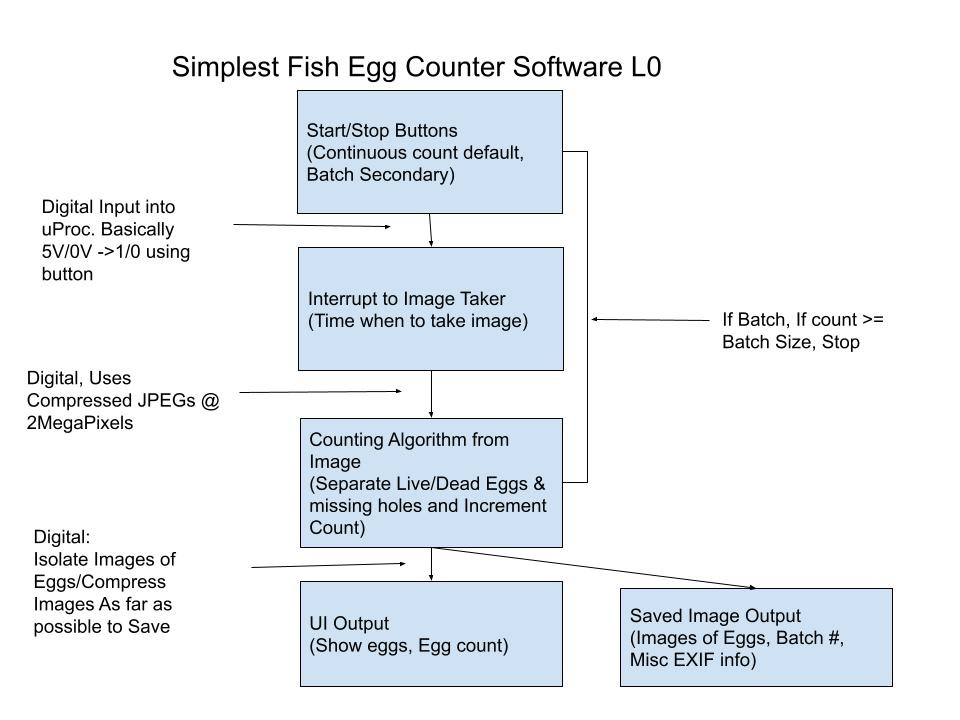 Simplest Fish Egg Counter Software L0
Start/Stop Buttons
(Continuous count default,
Batch Secondary)
Digital Input into
uProc. Basically
5V/0V ->1/0 using
button
Interrupt to Image Taker
(Time when to take image)
If Batch, If count >=
Batch Size, Stop
Digital, Uses
Compressed JPEGs @
2MegaPixels
Counting Algorithm from
Image
(Separate Live/Dead Eggs &
missing holes and Increment
Count)
Digital:
Isolate Images of
Eggs/Compress
Images As far as
possible to Save
UI Output
(Show eggs, Egg count)
Saved Image Output
(Images of Eggs, Batch #,
Misc EXIF info)